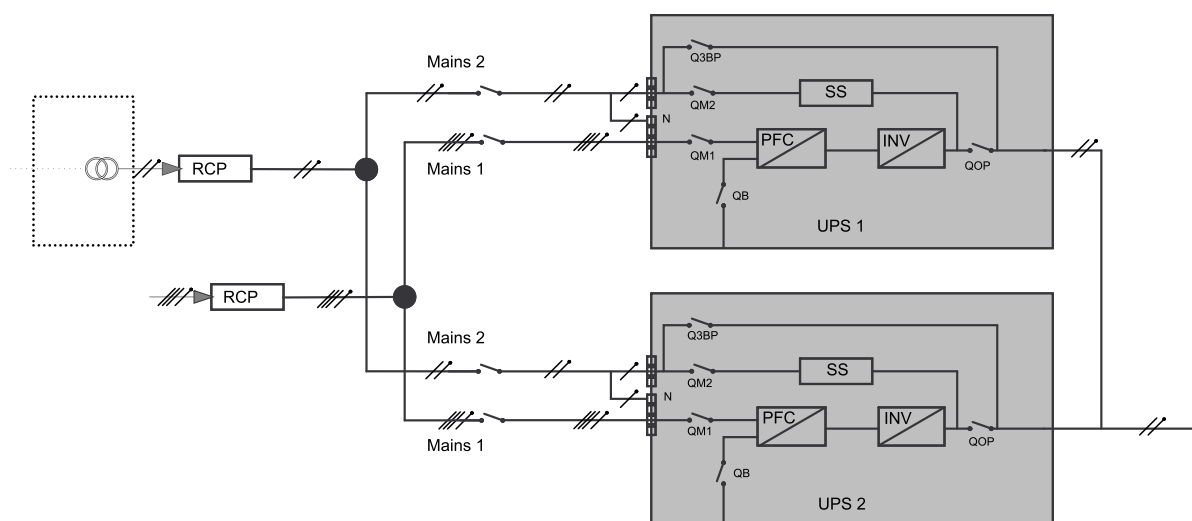 Mains 2
Q3BP
SS
QM2
N
RCP
Mains 1
QM1
PFC
INV
QOP
QB
UPS 1
RCP
Mains 2
Q3BP
SS
QM2
N
Mains 1
QM1
PFC
INV
QOP
QB
UPS 2